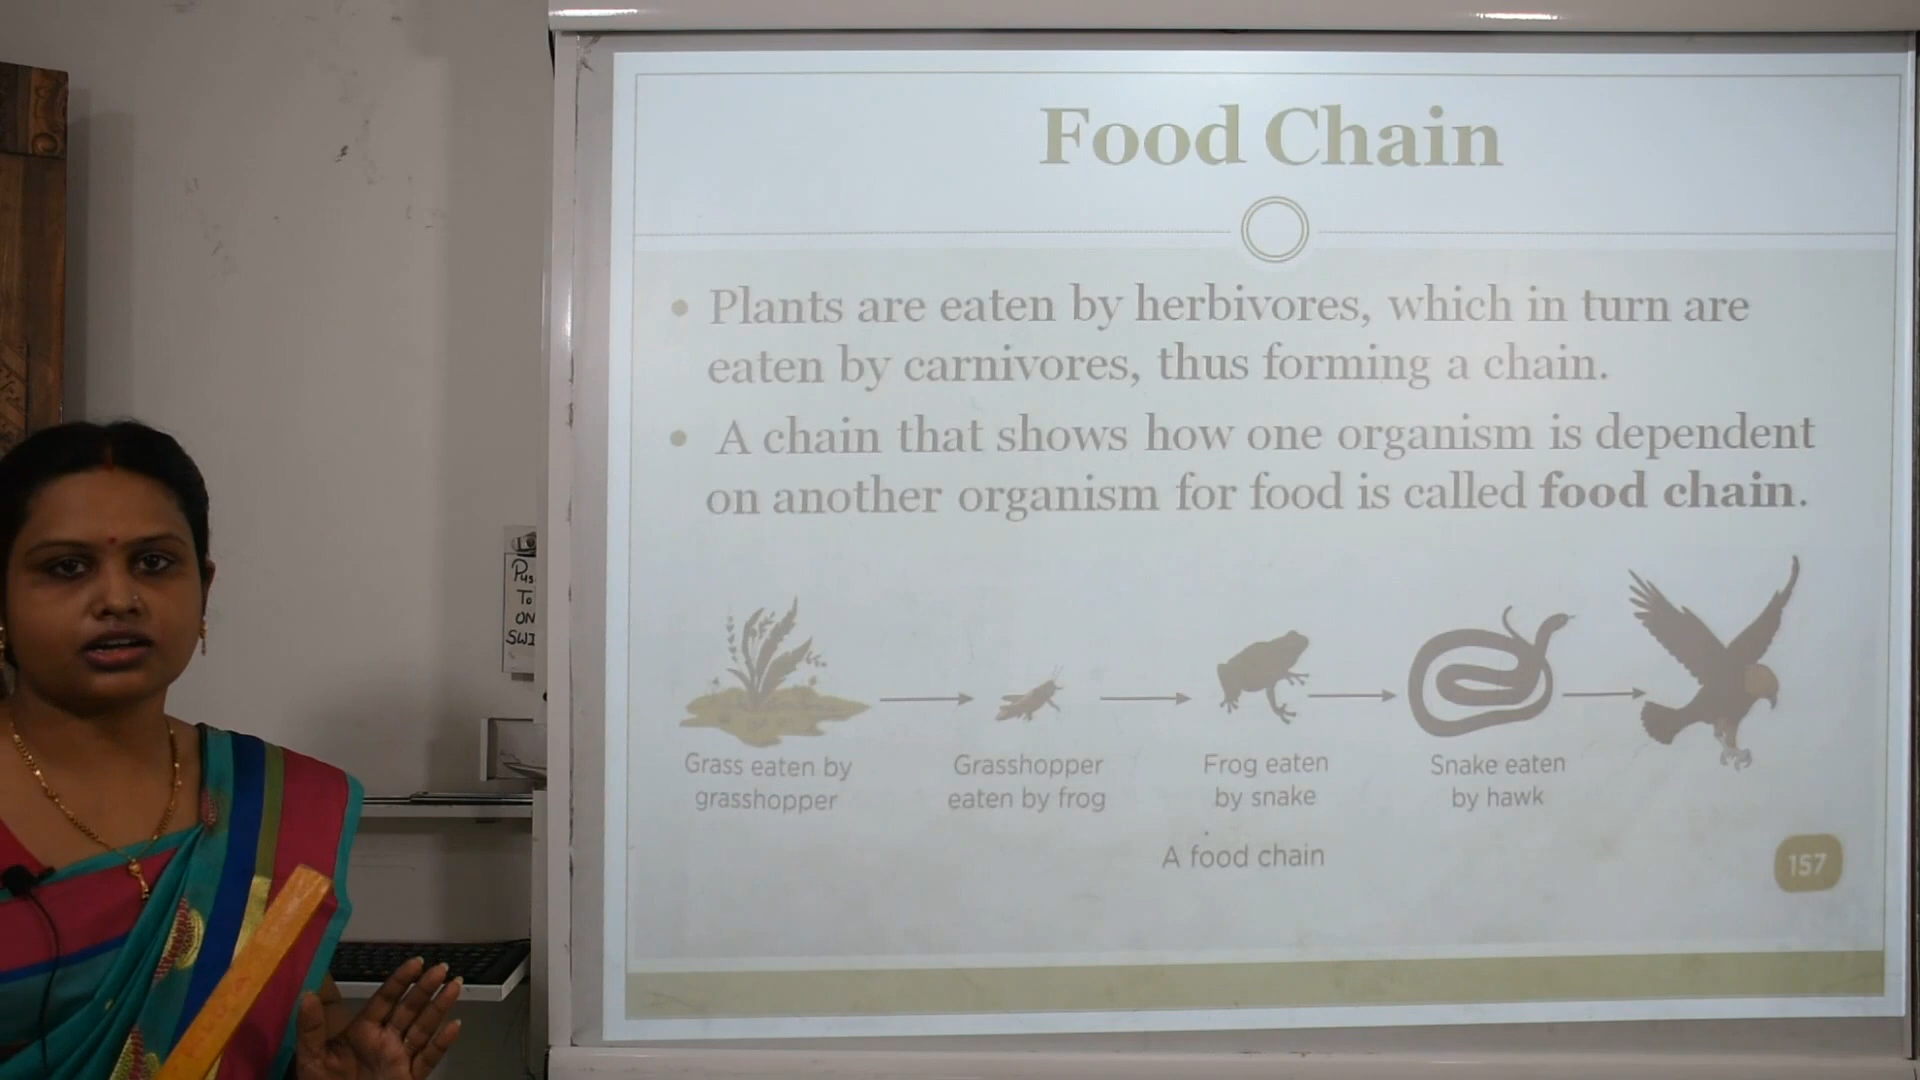 Food Chain
• Plants are eaten by herbivores, which in turn are
eaten by carnivores, thus forming a chain.
• A chain that shows how one organism is dependent
on another organism for food is called food chain.
Grass eaten by
grasshopper
Grasshopper
eaten by frog
Frog eaten
by snake
Snake eaten
by hawk
A food chain
157
To
ON